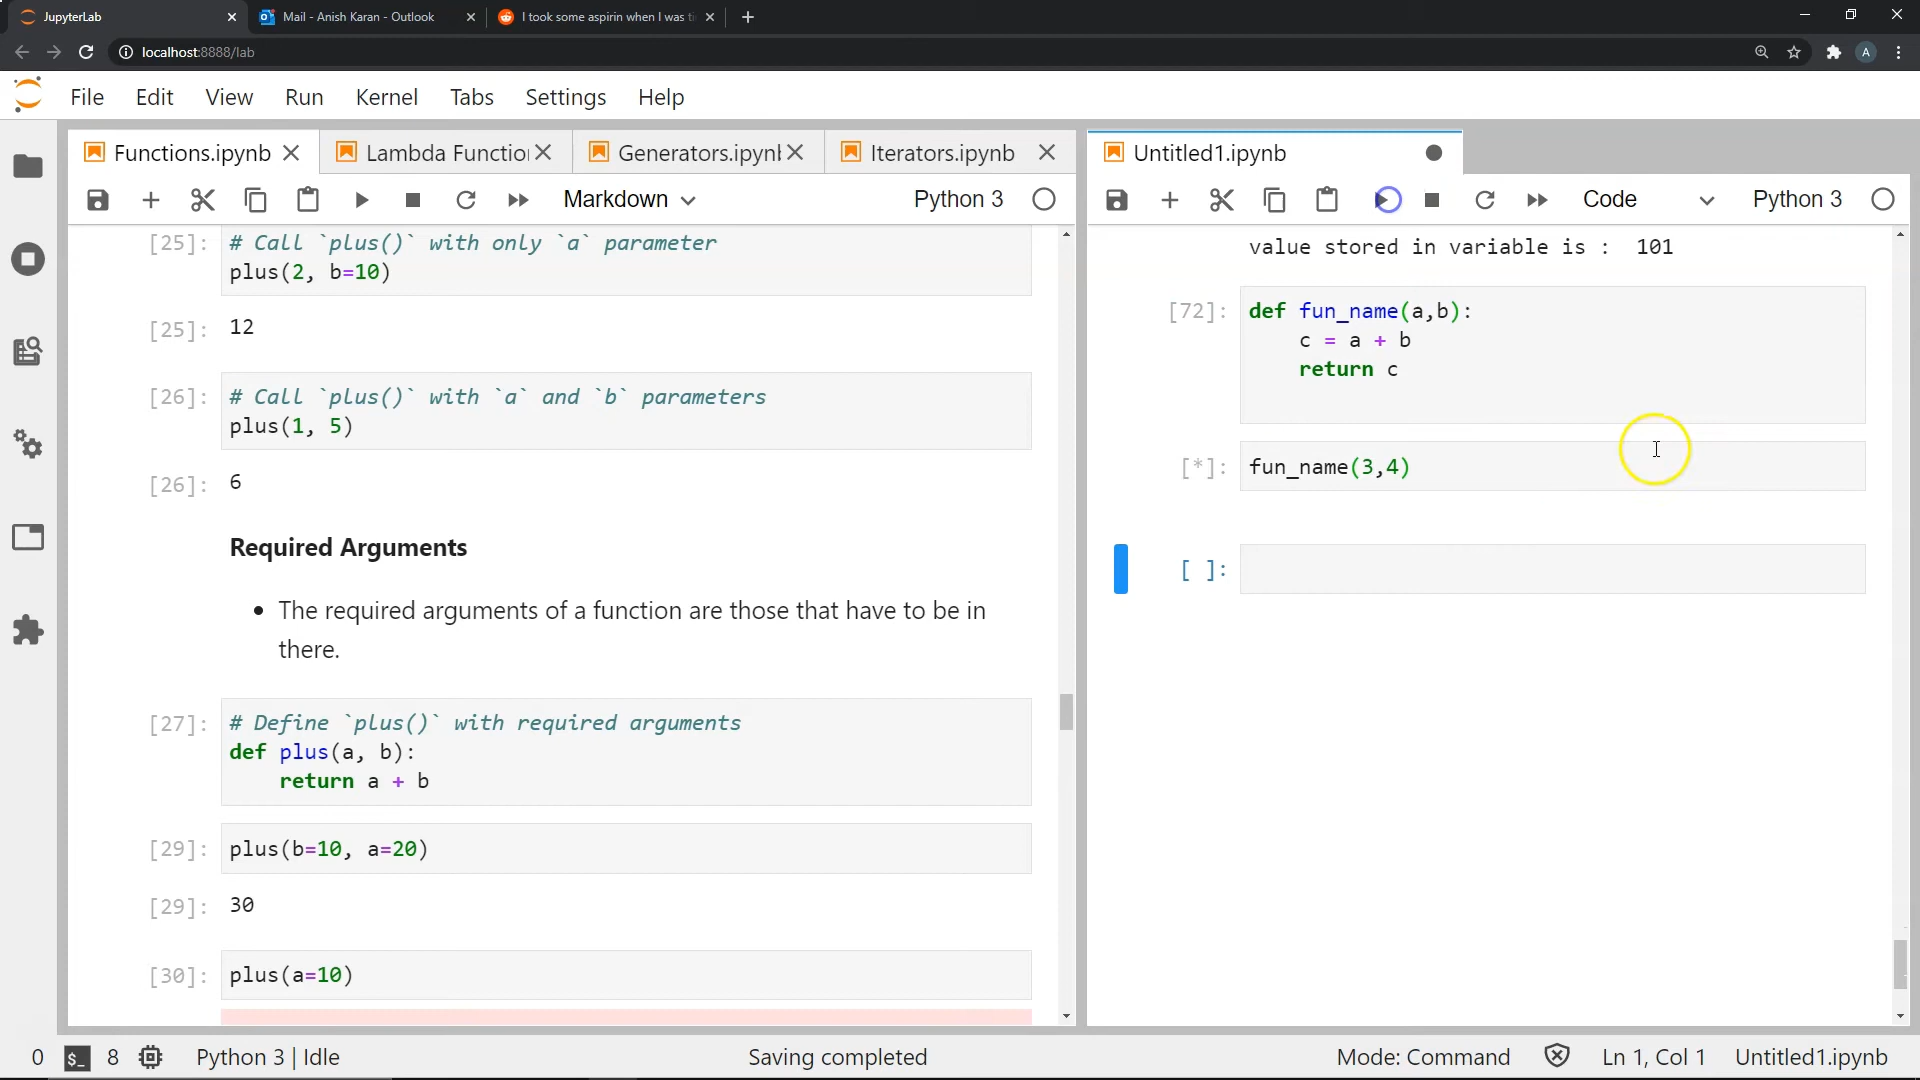 JupyterLab
Mail - Anish Karan - Outlook
I took some aspirin when I was ti
localhost:8888/lab
A
File Edit View Run Kernel Tabs Settings Help
Functions.ipynb
Lambda Function
Generators.ipynb
Iterators.ipynb
Untitled1.ipynb
Markdown
Python 3
Code
Python 3
[25]: # Call `plus()` with only `a` parameter
plus(2, b=10)
[25]: 12
[26]: # Call `plus()` with `a` and `b` parameters
plus(1, 5)
[26]: 6
Required Arguments
• The required arguments of a function are those that have to be in
there.
[27]: # Define `plus()` with required arguments
def plus(a, b):
return a + b
[29]: plus(b=10, a=20)
[29]: 30
[30]: plus(a=10)
value stored in variable is : 101
[72]: def fun_name(a,b):
c = a + b
return c
[*]: fun_name(3,4)
[ ]:
0 $_ 8 Python 3 | Idle
Saving completed
Mode: Command
Ln 1, Col 1
Untitled1.ipynb